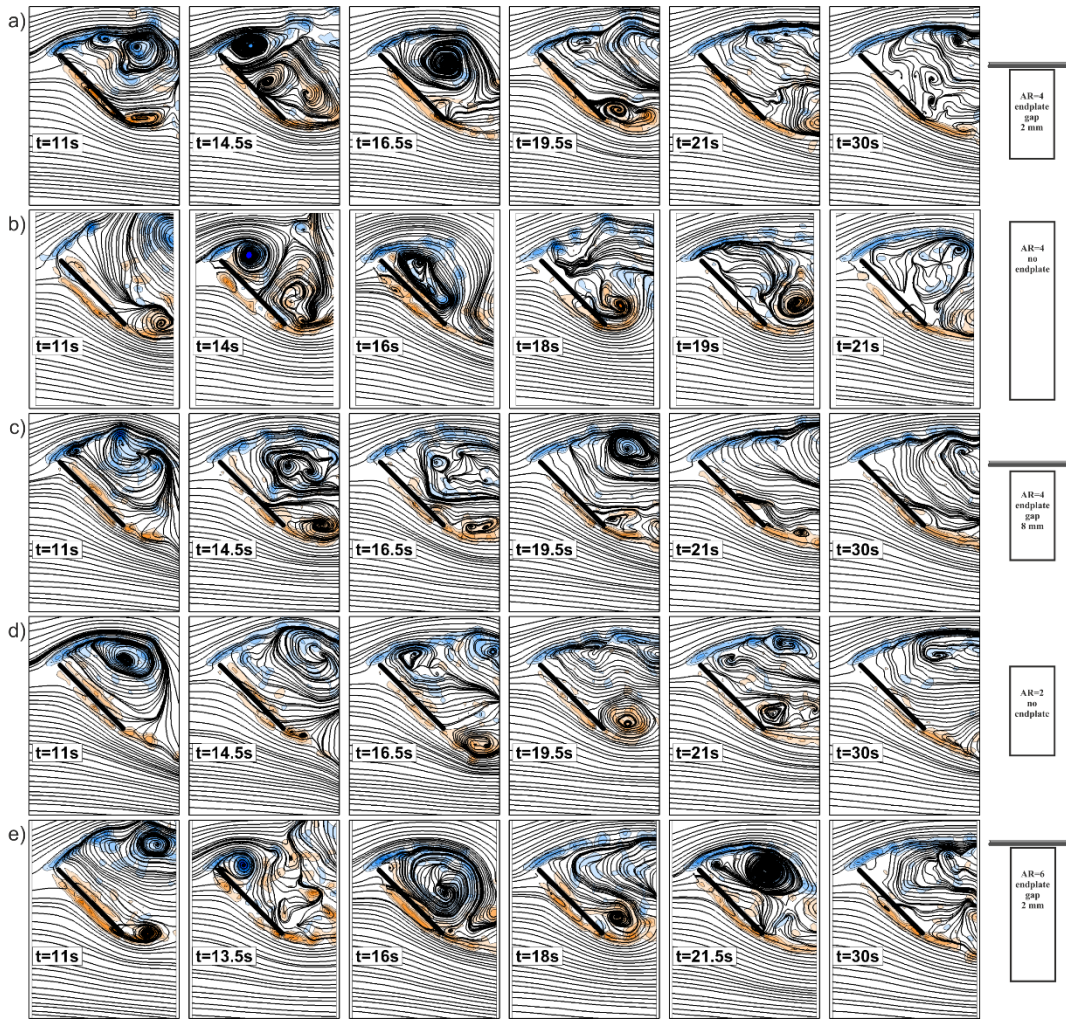 a)
t=11s
t=14.5s
t=16.5s
t=19.5s
t=21s
t=30s
AR=4
endplate
gap
2 mm
b)
t=11s
t=14s
t=16s
t=18s
t=19s
t=21s
AR=4
no
endplate
c)
t=11s
t=14.5s
t=16.5s
t=19.5s
t=21s
t=30s
AR=4
endplate
gap
8 mm
d)
t=11s
t=14.5s
t=16.5s
t=19.5s
t=21s
t=30s
AR=2
no
endplate
e)
t=11s
t=13.5s
t=16s
t=18s
t=21.5s
t=30s
AR=6
endplate
gap
2 mm